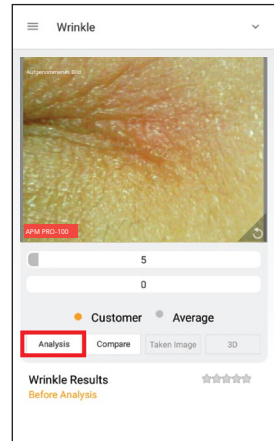 Wrinkle
Aufgenommenes Bild
APM PRO-100
5
0
Customer Average
Analysis Compare Taken Image 3D
Wrinkle Results
Before Analysis